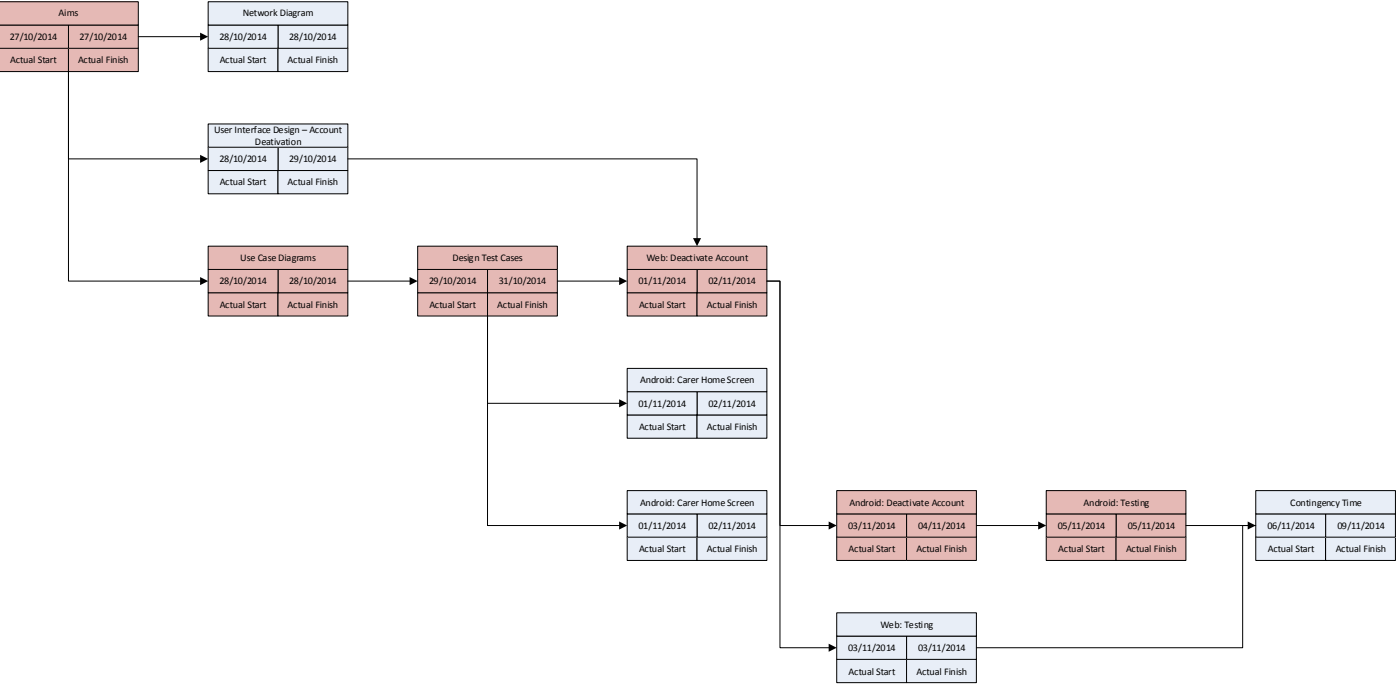 Aims
27/10/2014 27/10/2014
Actual Start Actual Finish
Network Diagram
28/10/2014 28/10/2014
Actual Start Actual Finish
User Interface Design – Account
Deativation
28/10/2014 29/10/2014
Actual Start Actual Finish
Use Case Diagrams
28/10/2014 28/10/2014
Actual Start Actual Finish
Design Test Cases
29/10/2014 31/10/2014
Actual Start Actual Finish
Web: Deactivate Account
01/11/2014 02/11/2014
Actual Start Actual Finish
Android: Carer Home Screen
01/11/2014 02/11/2014
Actual Start Actual Finish
Android: Carer Home Screen
01/11/2014 02/11/2014
Actual Start Actual Finish
Android: Deactivate Account
03/11/2014 04/11/2014
Actual Start Actual Finish
Android: Testing
05/11/2014 05/11/2014
Actual Start Actual Finish
Contingency Time
06/11/2014 09/11/2014
Actual Start Actual Finish
Web: Testing
03/11/2014 03/11/2014
Actual Start Actual Finish